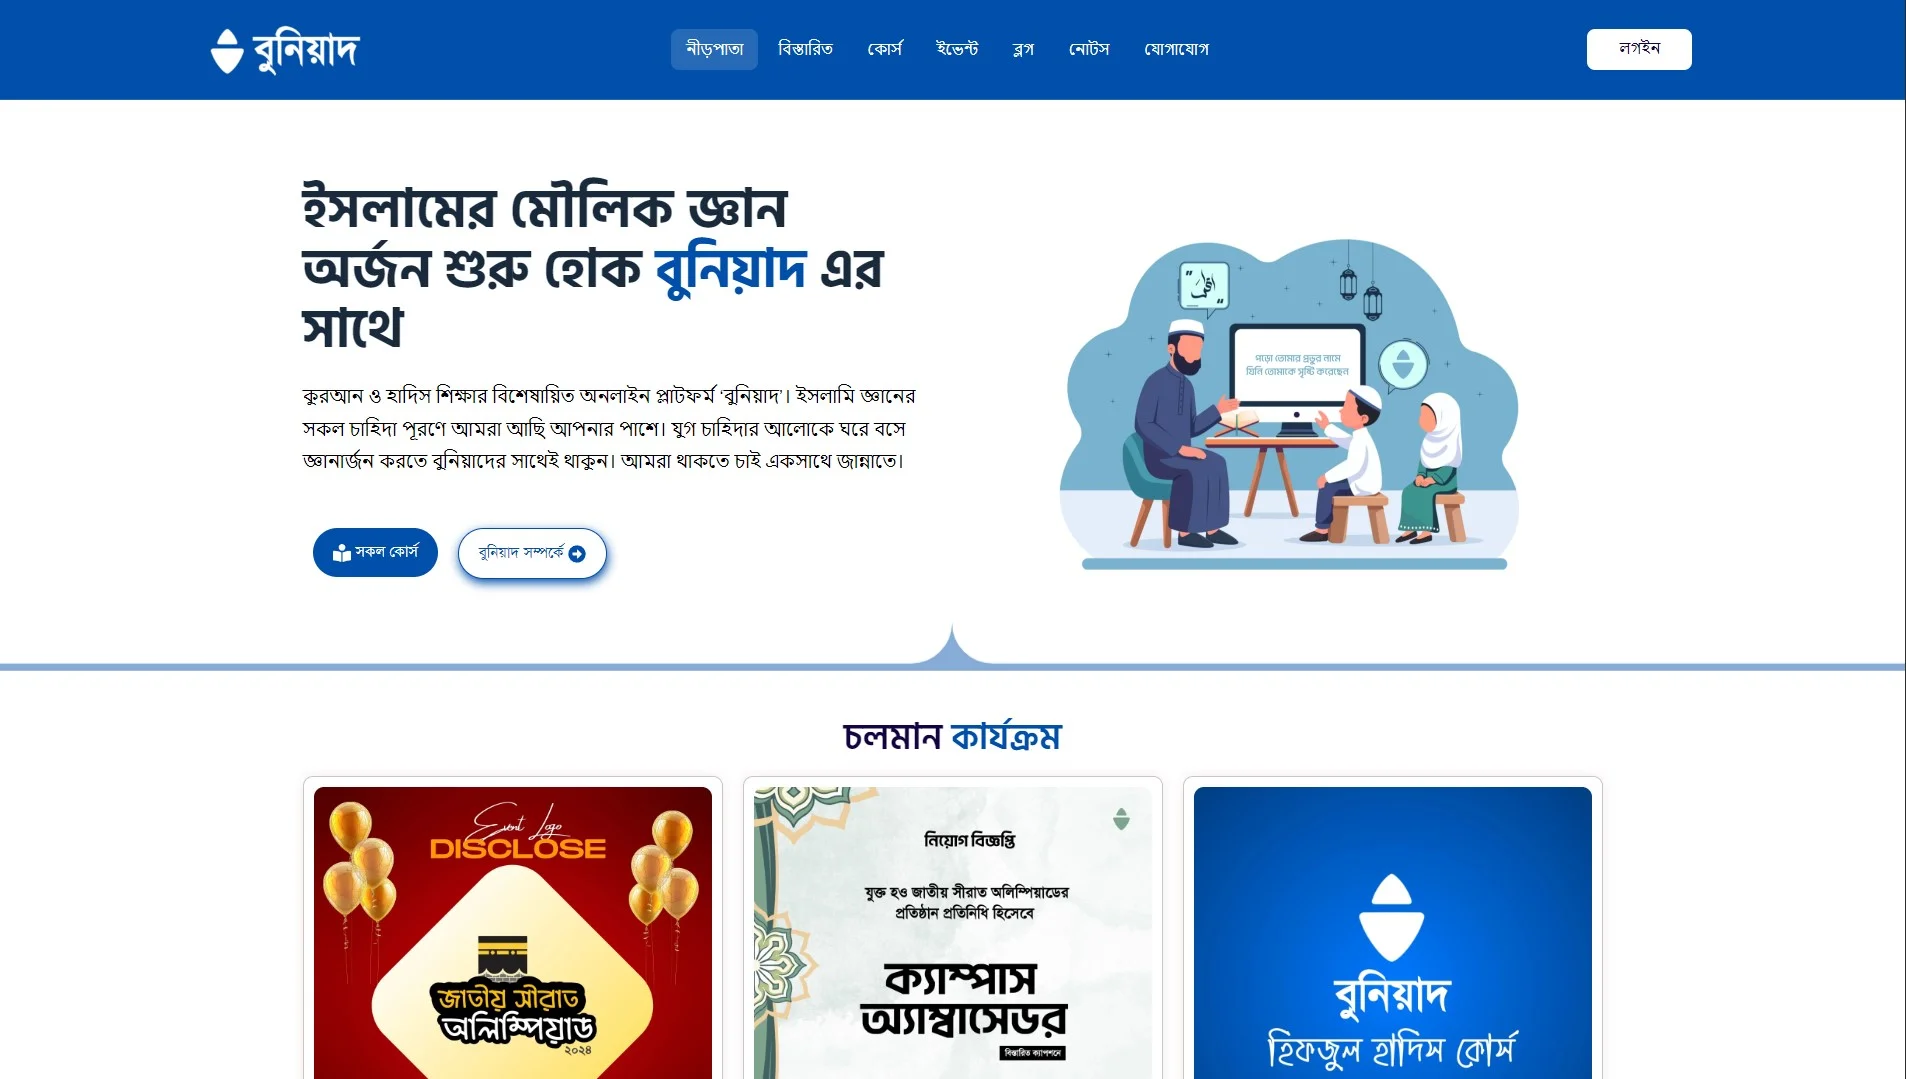 বুনিয়াদ
নীড়পাতা
বিস্তারিত
কোর্স
ইভেন্ট
ব্লগ
নোটস
যোগাযোগ
লগইন
ইসলামের মৌলিক জ্ঞান
অর্জন শুরু হোক বুনিয়াদ এর
সাথে
কুরআন ও হাদিস শিক্ষার বিশেষায়িত অনলাইন প্লাটফর্ম ‘বুনিয়াদ’। ইসলামি জ্ঞানের
সকল চাহিদা পূরণে আমরা আছি আপনার পাশে। যুগ চাহিদার আলোকে ঘরে বসে
জ্ঞানার্জন করতে বুনিয়াদের সাথেই থাকুন। আমরা থাকতে চাই একসাথে জান্নাতে।
সকল কোর্স
বুনিয়াদ সম্পর্কে
পড়ো তোমার প্রভুর নামে
যিনি তোমাকে সৃষ্টি করেছেন
চলমান কার্যক্রম
Event Logo
DISCLOSE
জাতীয় সীরাত
অলিম্পিয়াড
২০২৪
নিয়োগ বিজ্ঞপ্তি
যুক্ত হও জাতীয় সীরাত অলিম্পিয়াডের
প্রতিষ্ঠান প্রতিনিধি হিসেবে
ক্যাম্পাস
অ্যাম্বাসেডর
বিস্তারিত ক্যাপশনে
বুনিয়াদ
হিফজুল হাদিস কোর্স